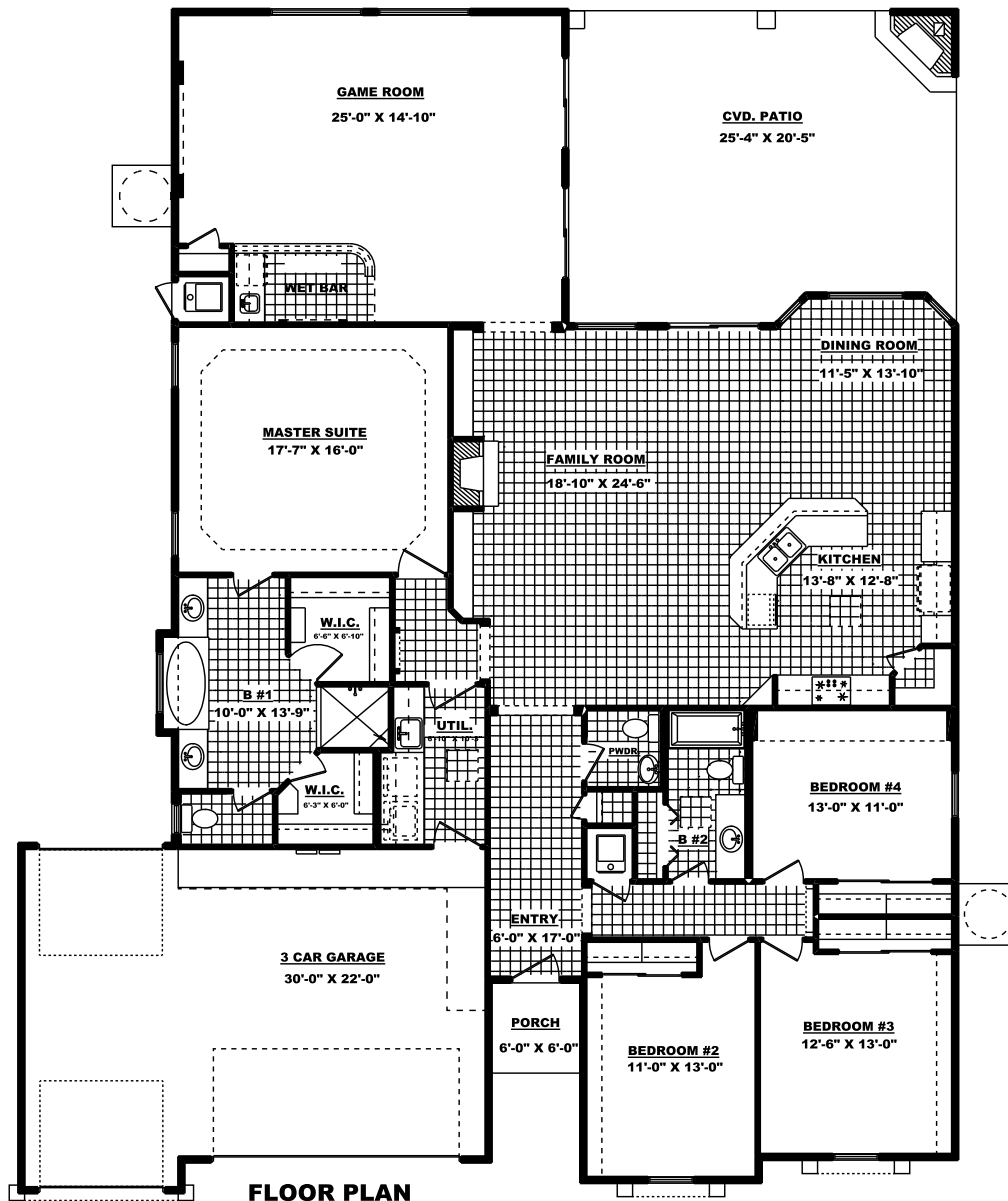 GAME ROOM
25'-0" X 14'-10"
CVD. PATIO
25'-4" X 20'-5"
WET BAR
DINING ROOM
11'-5" X 13'-10"
MASTER SUITE
17'-7" X 16'-0"
FAMILY ROOM
18'-10" X 24'-6"
KITCHEN
13'-8" X 12'-8"
W.I.C.
6'-6" X 6'-10"
B #1
10'-0" X 13'-9"
UTIL.
PWDR.
W.I.C.
6'-3" X 6'-0"
BEDROOM #4
13'-0" X 11'-0"
B #2
ENTRY
6'-0" X 17'-0"
3 CAR GARAGE
30'-0" X 22'-0"
PORCH
6'-0" X 6'-0"
BEDROOM #2
11'-0" X 13'-0"
BEDROOM #3
12'-6" X 13'-0"
FLOOR PLAN